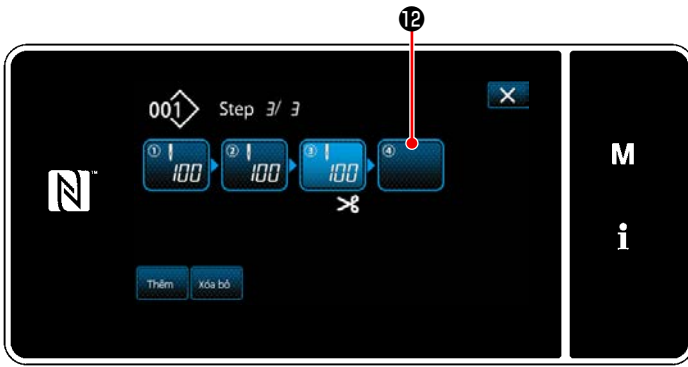 ⓬
001 Step 3/ 3
① 100 ② 100 ③ 100 ④
M
i
Thêm Xóa bỏ